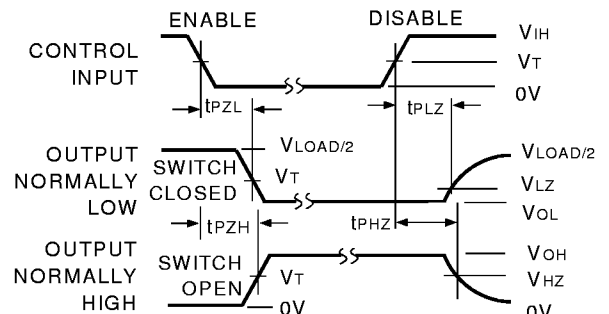 ENABLE
DISABLE
CONTROL
INPUT
VIH
VT
0V
tPZL
tPLZ
OUTPUT
NORMALLY
LOW
SWITCH
CLOSED
VLOAD/2
VT
VLOAD/2
VLZ
VOL
tPZH
tPHZ
OUTPUT
NORMALLY
HIGH
SWITCH
OPEN
VT
0V
VOH
VHZ
0V